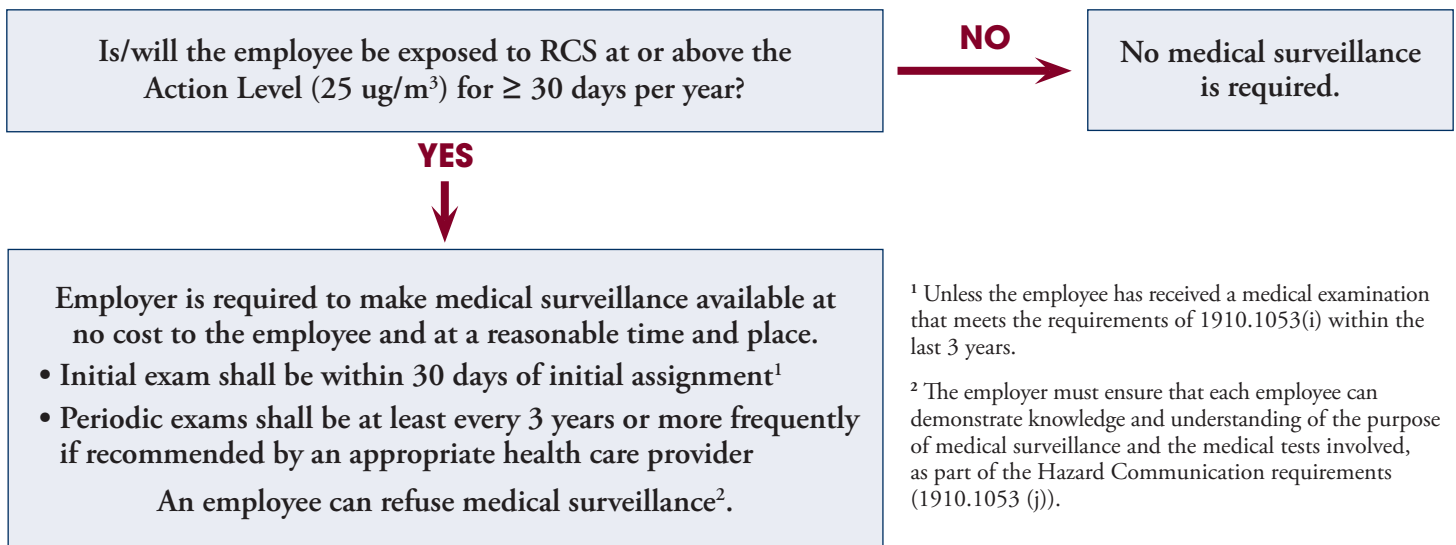 Is/will the employee be exposed to RCS at or above the
Action Level (25 ug/m³) for ≥ 30 days per year?
NO
No medical surveillance
is required.
YES
Employer is required to make medical surveillance available at
no cost to the employee and at a reasonable time and place.
• Initial exam shall be within 30 days of initial assignment¹
• Periodic exams shall be at least every 3 years or more frequently
if recommended by an appropriate health care provider
An employee can refuse medical surveillance².
¹ Unless the employee has received a medical examination
that meets the requirements of 1910.1053(i) within the
last 3 years.
² The employer must ensure that each employee can
demonstrate knowledge and understanding of the purpose
of medical surveillance and the medical tests involved,
as part of the Hazard Communication requirements
(1910.1053 (j)).